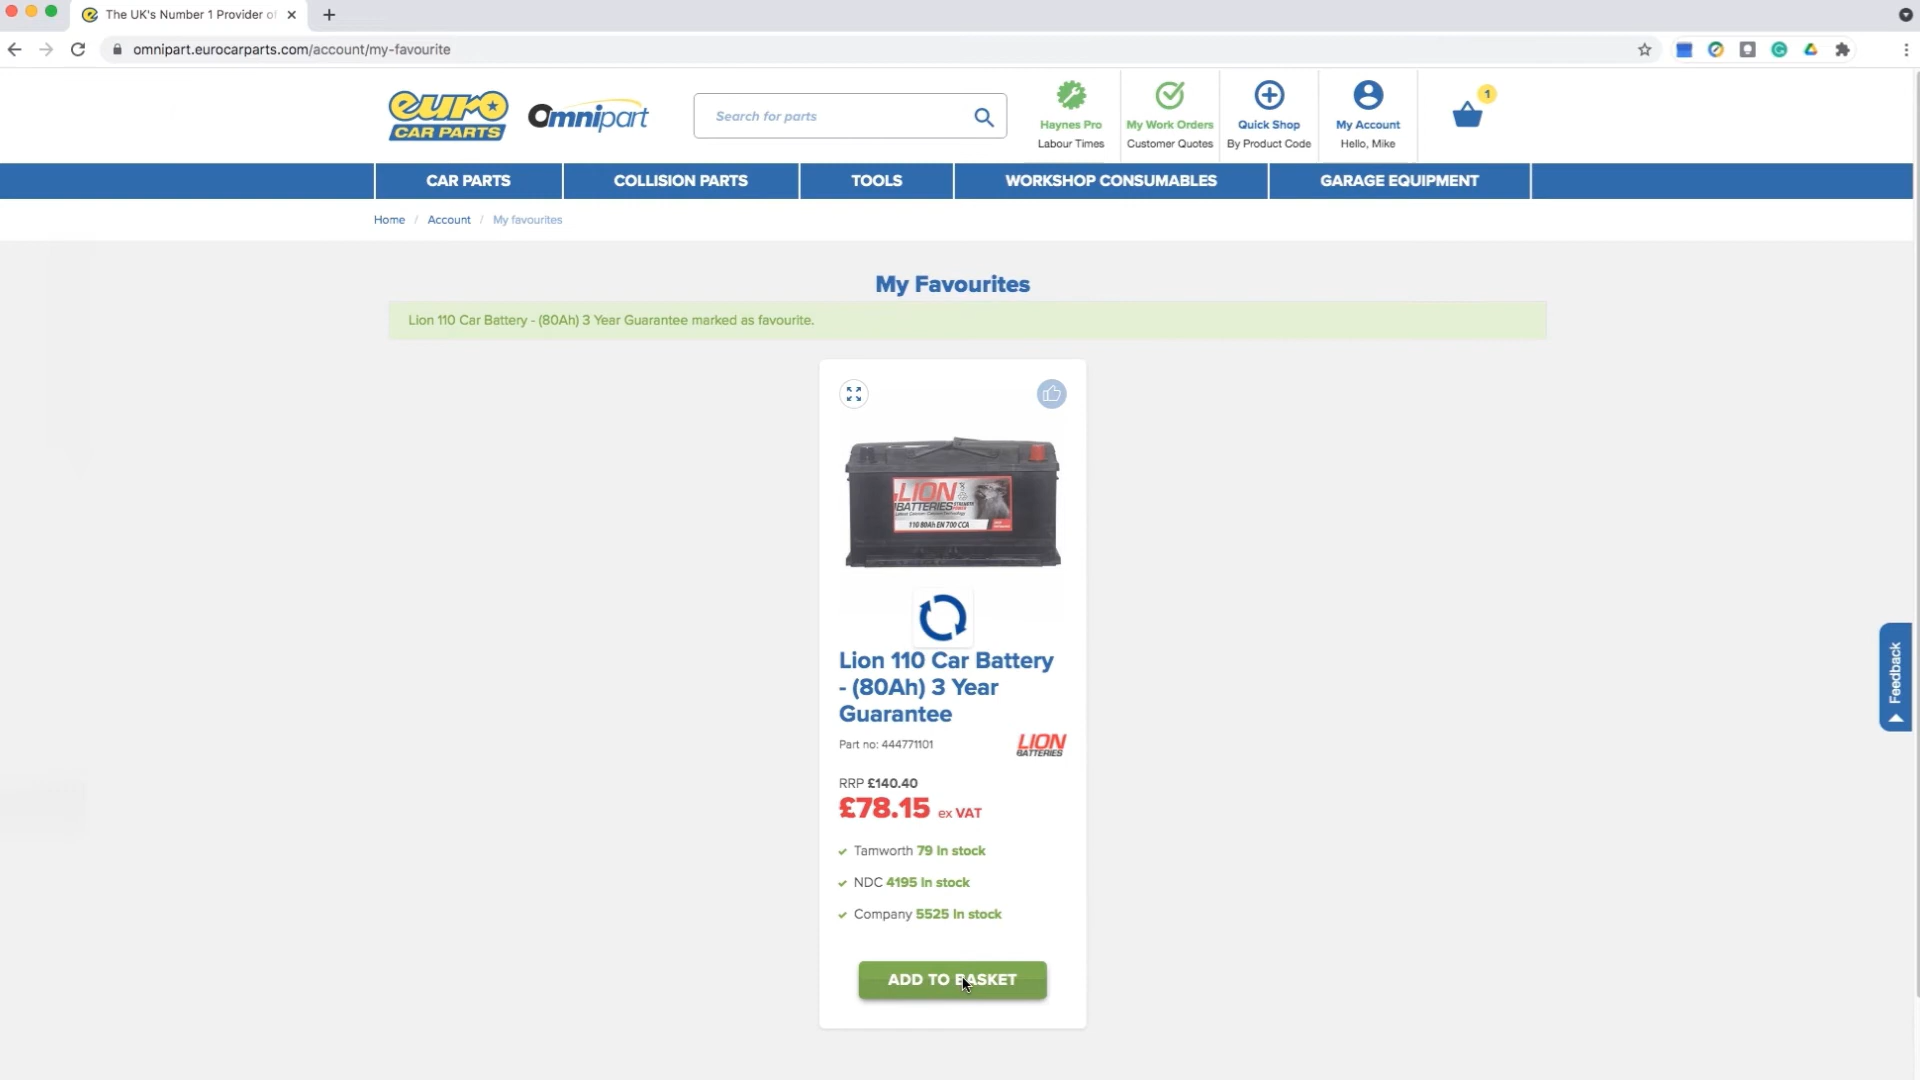 The UK's Number 1 Provider of
omnipart.eurocarparts.com/account/my-favourite
euro
CAR PARTS
Omnipart
Search for parts
Haynes Pro
Labour Times
My Work Orders
Customer Quotes
Quick Shop
By Product Code
My Account
Hello, Mike
1
CAR PARTS
COLLISION PARTS
TOOLS
WORKSHOP CONSUMABLES
GARAGE EQUIPMENT
Home / Account / My favourites
My Favourites
Lion 110 Car Battery - (80Ah) 3 Year Guarantee marked as favourite.
LION
BATTERIES
110 80Ah EN 700 CCA
Lion 110 Car Battery
- (80Ah) 3 Year
Guarantee
Part no: 444771101
LION
BATTERIES
RRP £140.40
£78.15 ex VAT
Tamworth 79 In stock
NDC 4195 In stock
Company 5525 In stock
ADD TO BASKET
Feedback